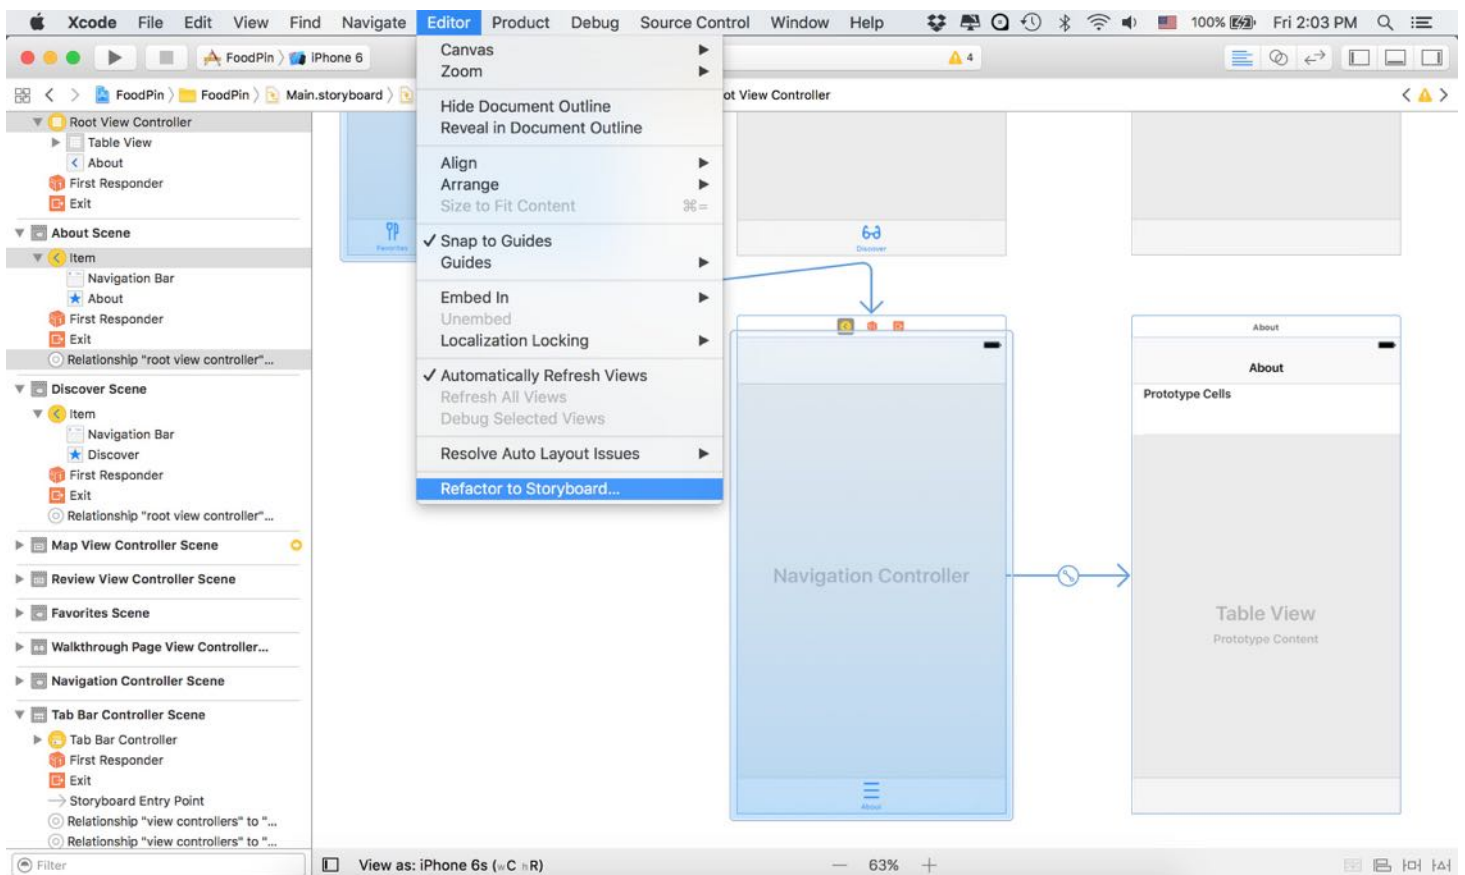 Xcode File Edit View Find Navigate Editor Product Debug Source Control Window Help 100% Fri 2:03 PM
FoodPin iPhone 6 4
FoodPin FoodPin Main.storyboard ot View Controller
Root View Controller
Table View
About
First Responder
Exit
About Scene
Item
Navigation Bar
About
First Responder
Exit
Relationship "root view controller"...
Discover Scene
Item
Navigation Bar
Discover
First Responder
Exit
Relationship "root view controller"...
Map View Controller Scene
Review View Controller Scene
Favorites Scene
Walkthrough Page View Controller...
Navigation Controller Scene
Tab Bar Controller Scene
Tab Bar Controller
First Responder
Exit
Storyboard Entry Point
Relationship "view controllers" to "...
Relationship "view controllers" to "...
Filter
Canvas
Zoom
Hide Document Outline
Reveal in Document Outline
Align
Arrange
Size to Fit Content ⌘=
✓ Snap to Guides
Guides
Embed In
Unembed
Localization Locking
✓ Automatically Refresh Views
Refresh All Views
Debug Selected Views
Resolve Auto Layout Issues
Refactor to Storyboard...
Favorites
Discover
Navigation Controller
About
About
About
Prototype Cells
Table View
Prototype Content
View as: iPhone 6s (wC hR) — 63% +